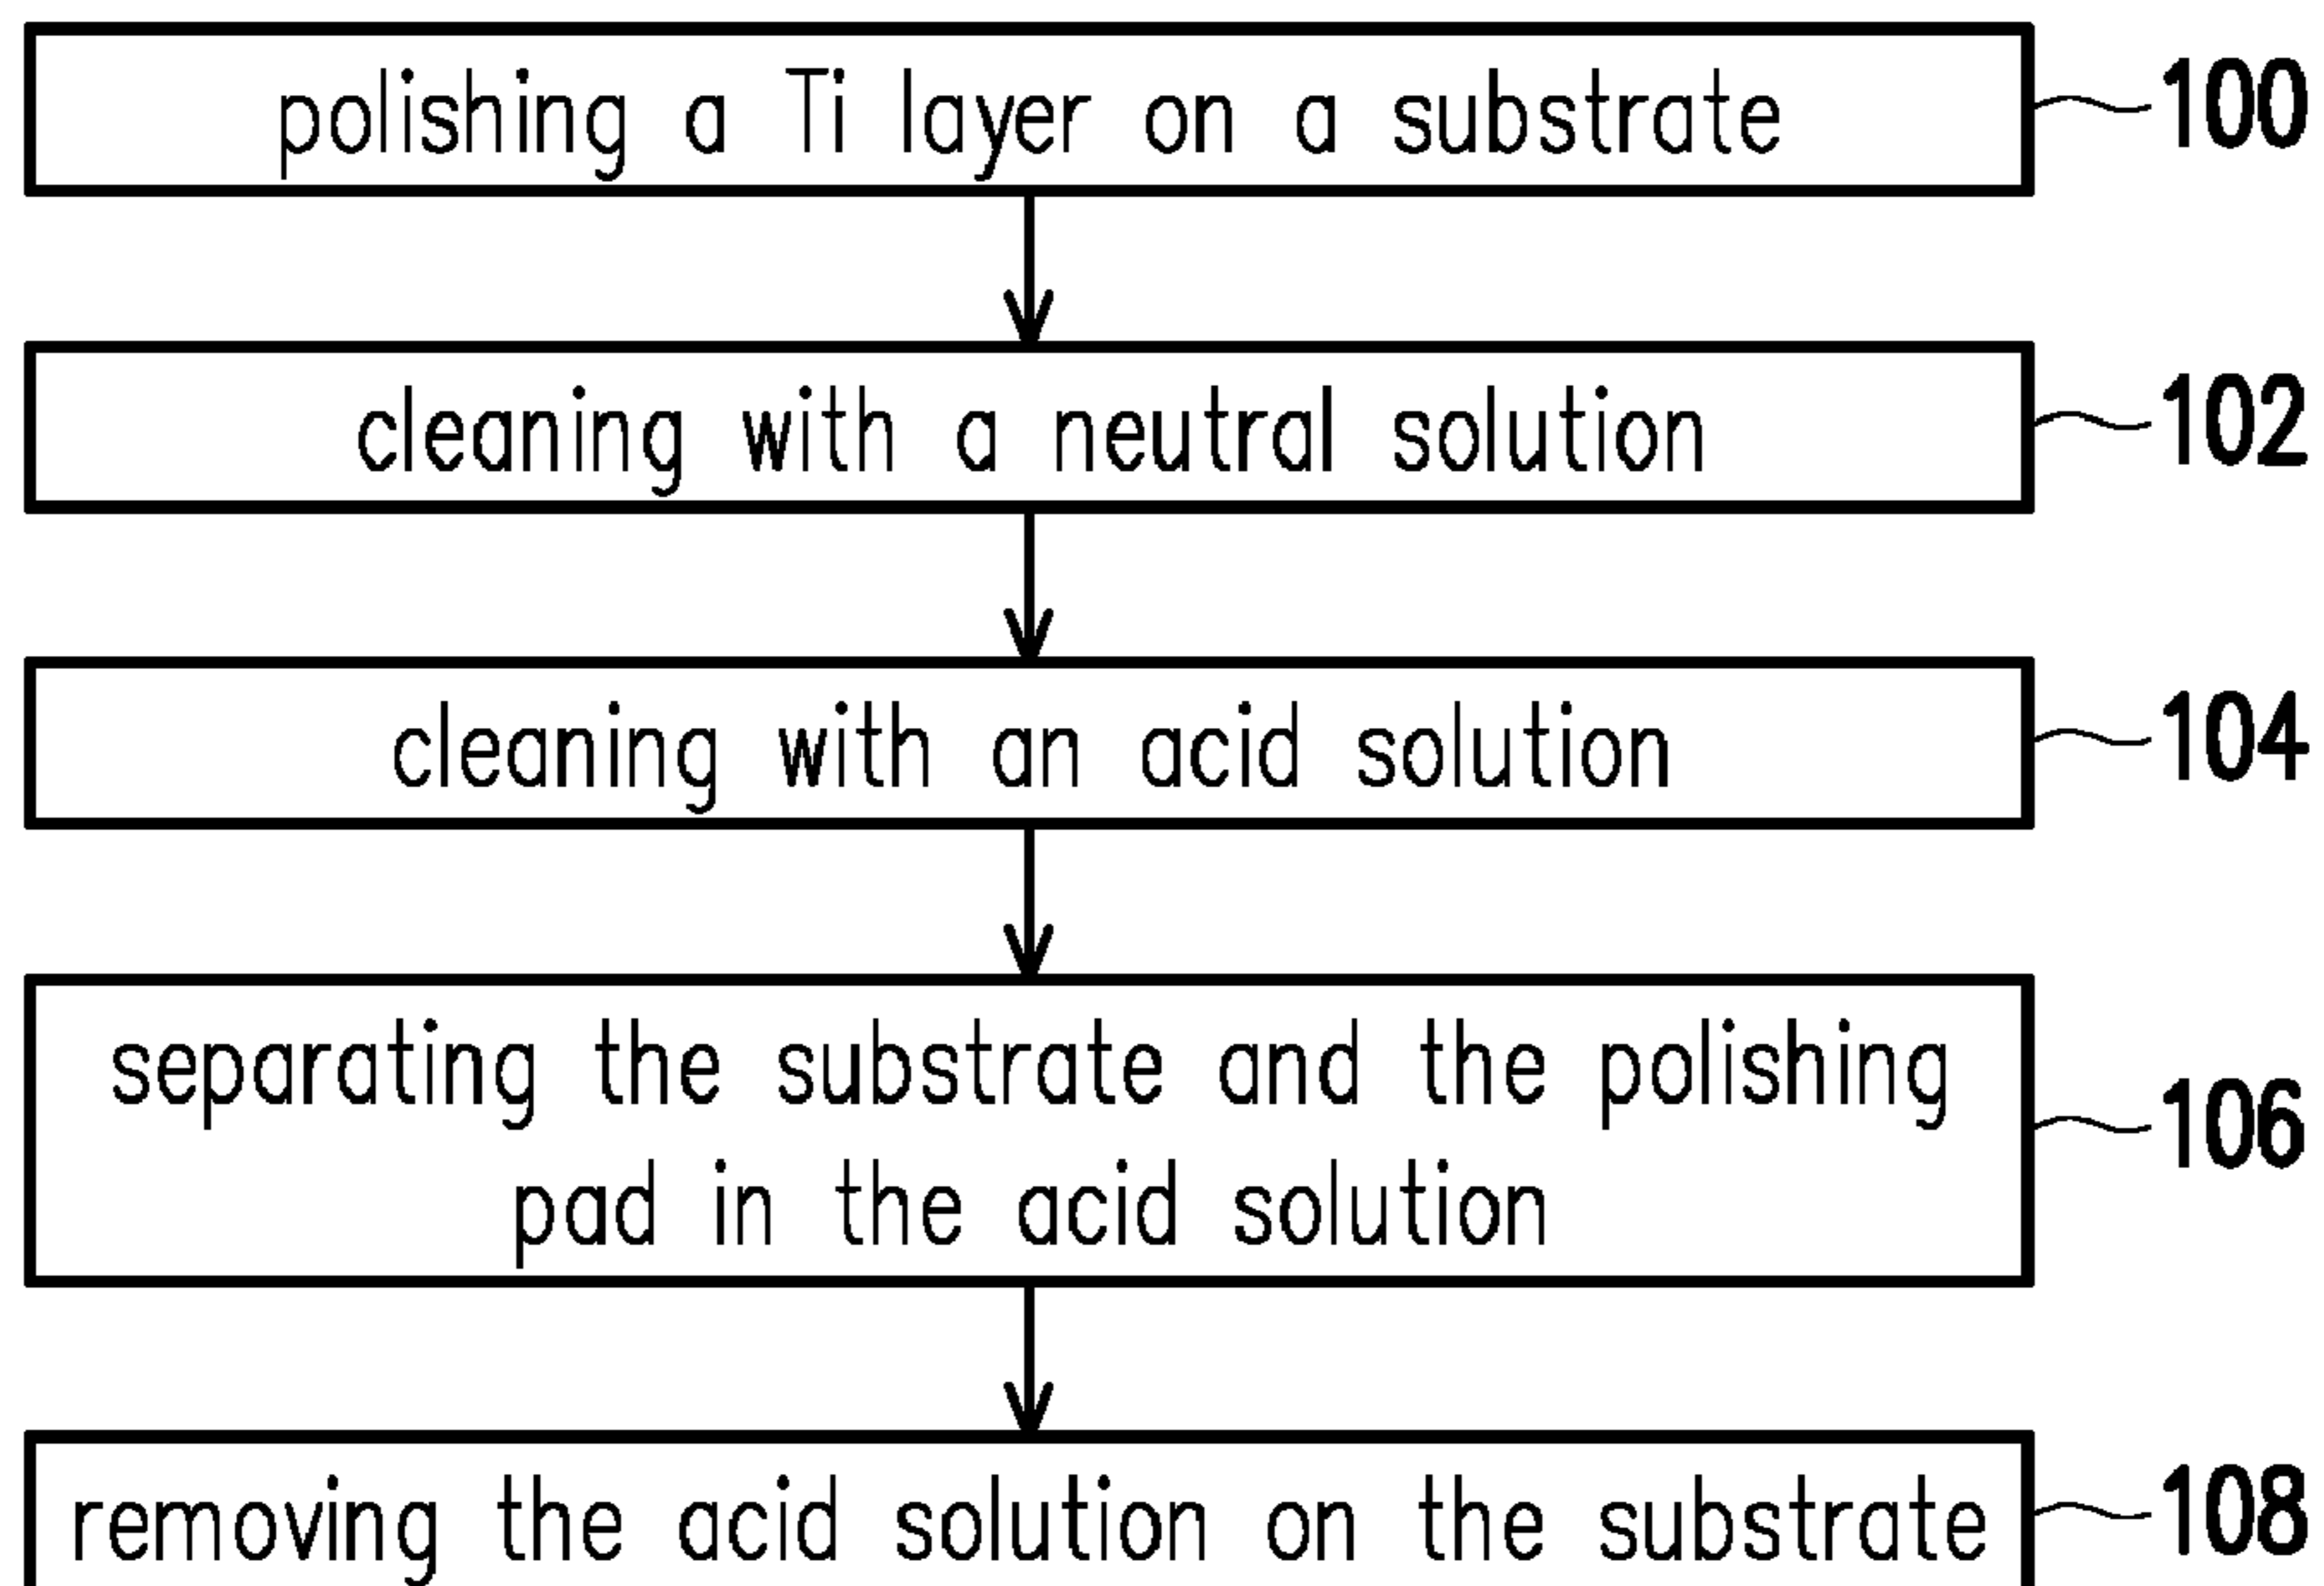 polishing a Ti layer on a substrate 100
cleaning with a neutral solution 102
cleaning with an acid solution 104
separating the substrate and the polishing
pad in the acid solution
106
removing the acid solution on the substrate 108